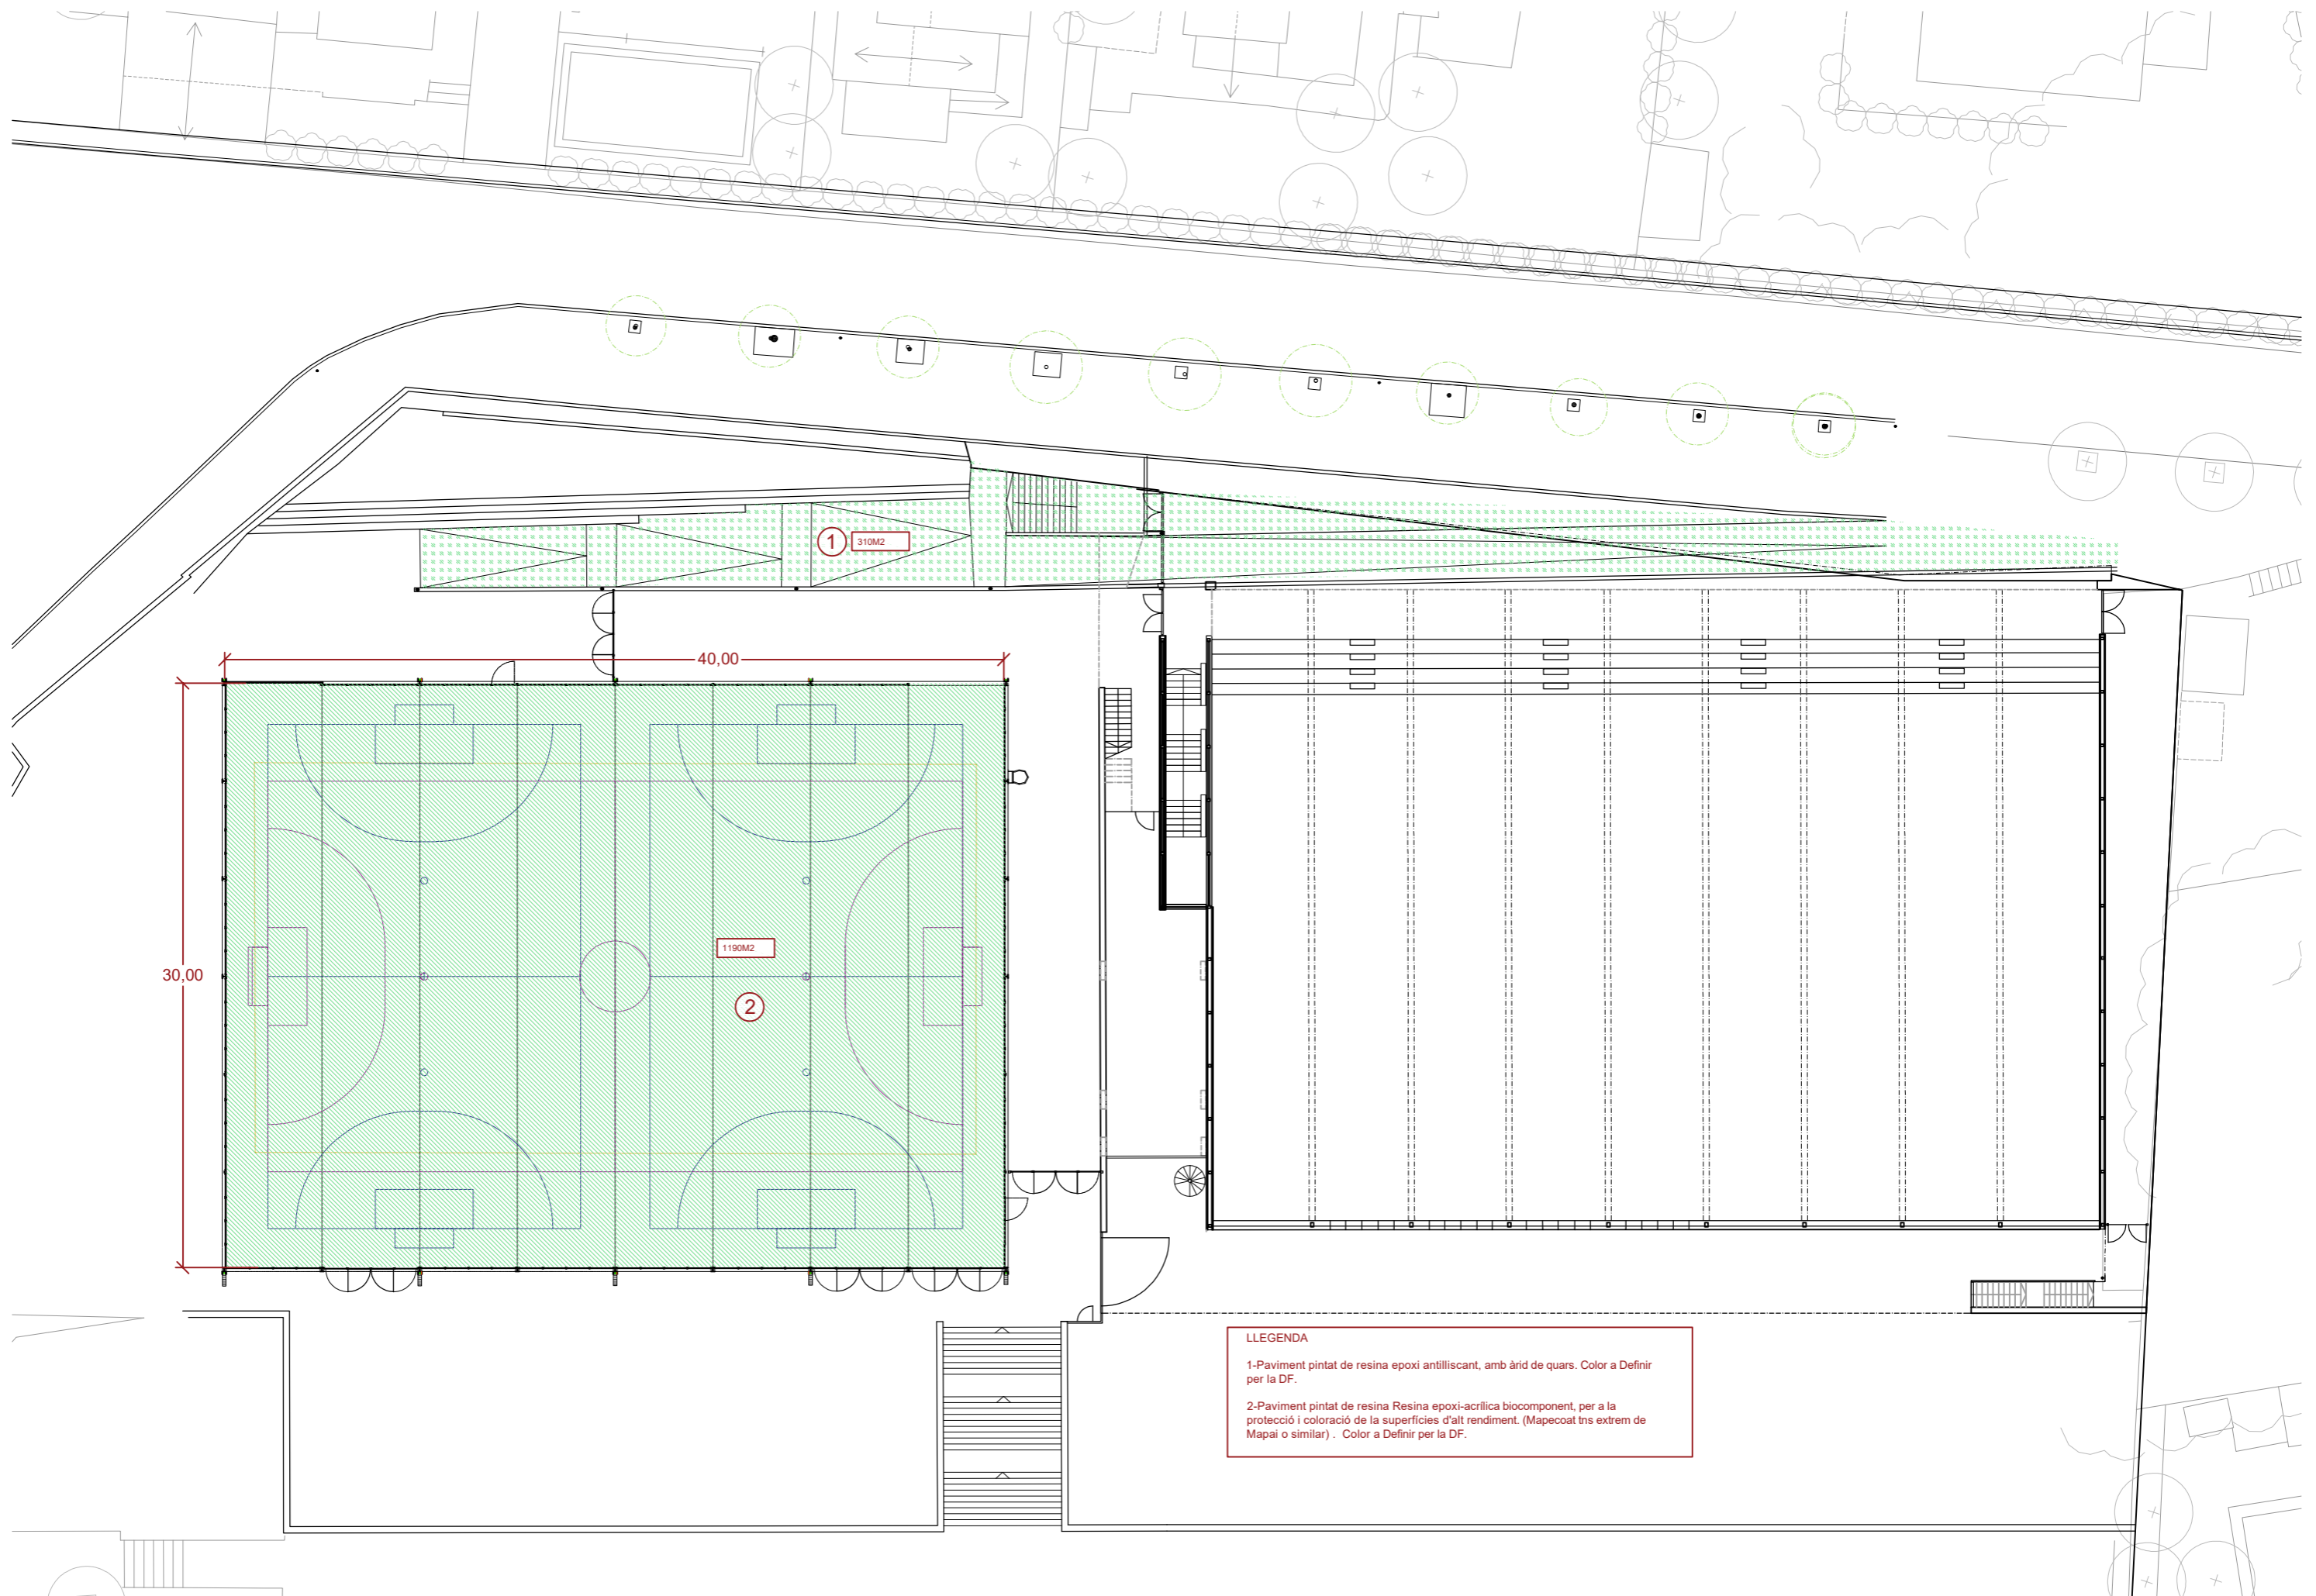 1
310M2
40,00
30,00
1190M2
2
LLEGENDA
1-Paviment pintat de resina epoxi antilliscant, amb àrid de quars. Color a Definir
per la DF.
2-Paviment pintat de resina Resina epoxi-acrílica biocomponent, per a la
protecció i coloració de la superfícies d'alt rendiment. (Mapecoat tns extrem de
Mapai o similar) . Color a Definir per la DF.